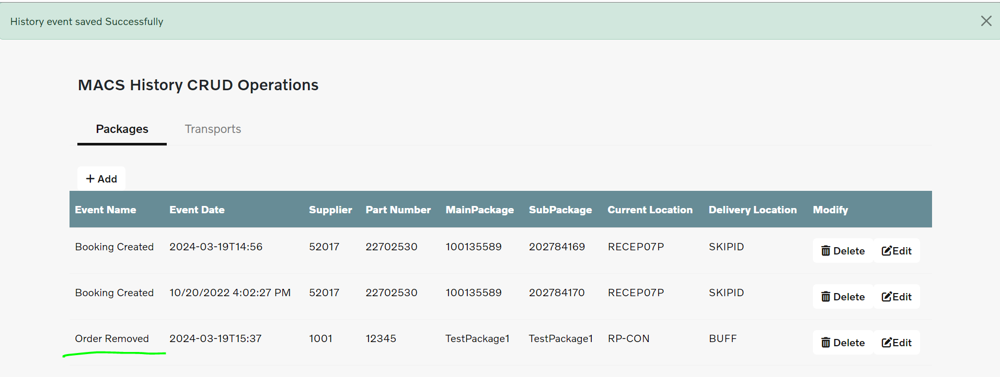 History event saved Successfully
MACS History CRUD Operations
Packages Transports
+ Add
Event Name Event Date Supplier Part Number MainPackage SubPackage Current Location Delivery Location Modify
Booking Created 2024-03-19T14:56 52017 22702530 100135589 202784169 RECEP07P SKIPID Delete Edit
Booking Created 10/20/2022 4:02:27 PM 52017 22702530 100135589 202784170 RECEP07P SKIPID Delete Edit
Order Removed 2024-03-19T15:37 1001 12345 TestPackage1 TestPackage1 RP-CON BUFF Delete Edit